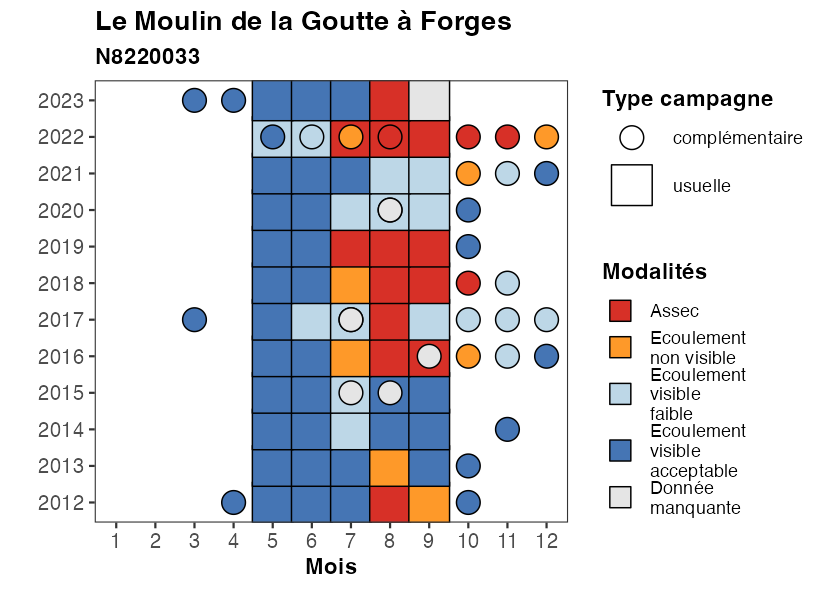 Le Moulin de la Goutte à Forges
N8220033
2023
2022
2021
2020
2019
2018
2017
2016
2015
2014
2013
2012
1 2 3 4 5 6 7 8 9 10 11 12
Mois
Type campagne
complémentaire
usuelle
Modalités
Assec
Ecoulement
non visible
Ecoulement
visible
faible
Ecoulement
visible
acceptable
Donnée
manquante